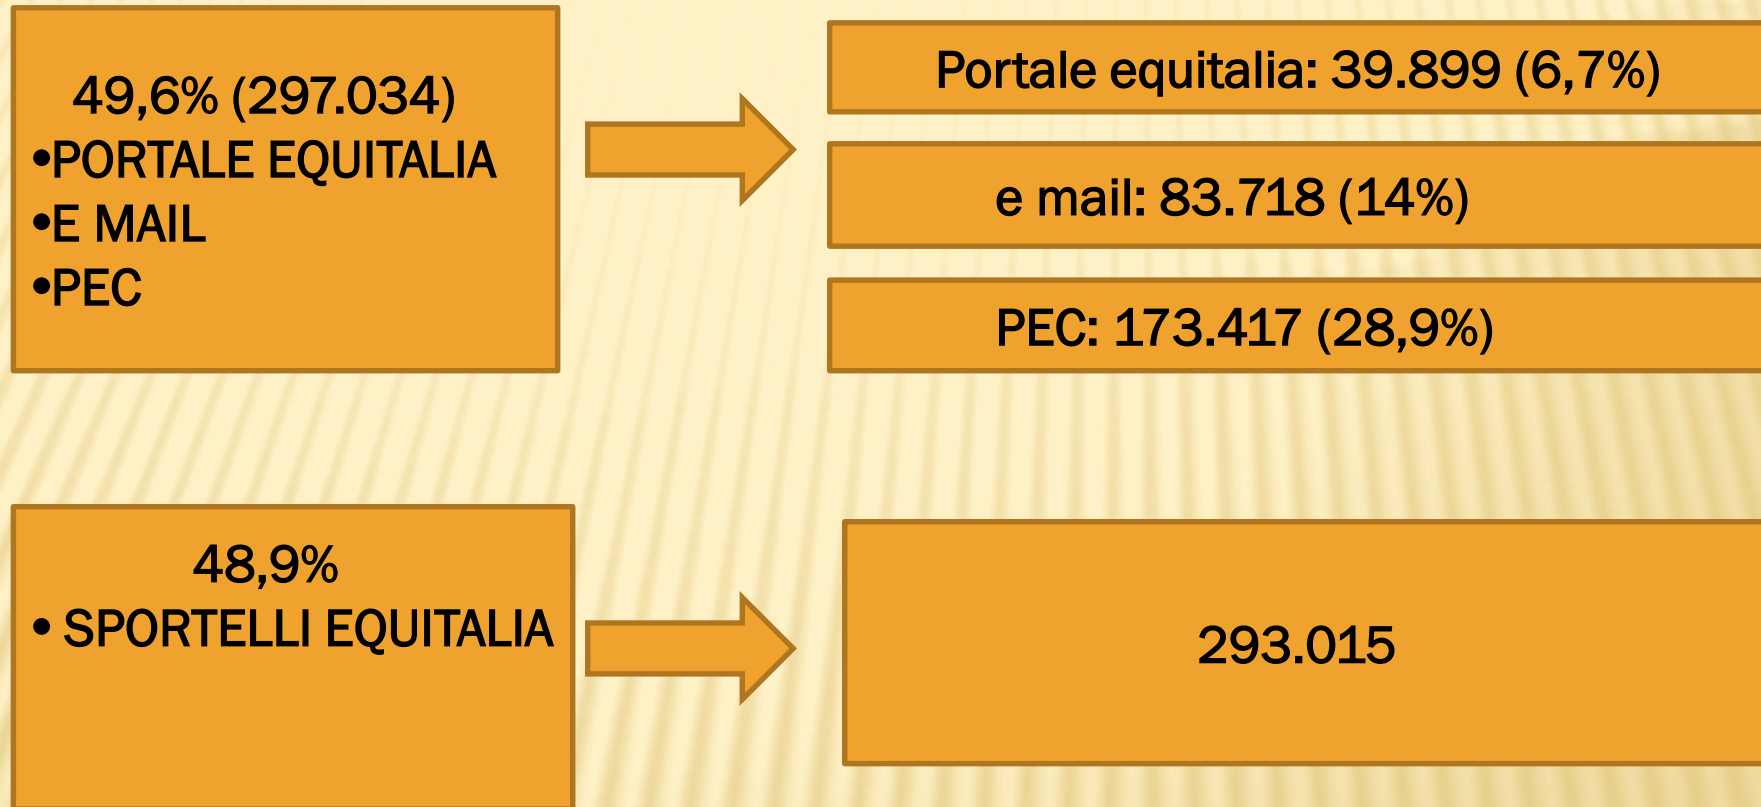 49,6% (297.034)
•PORTALE EQUITALIA
•E MAIL
•PEC
Portale equitalia: 39.899 (6,7%)
e mail: 83.718 (14%)
PEC: 173.417 (28,9%)
48,9%
• SPORTELLI EQUITALIA
293.015